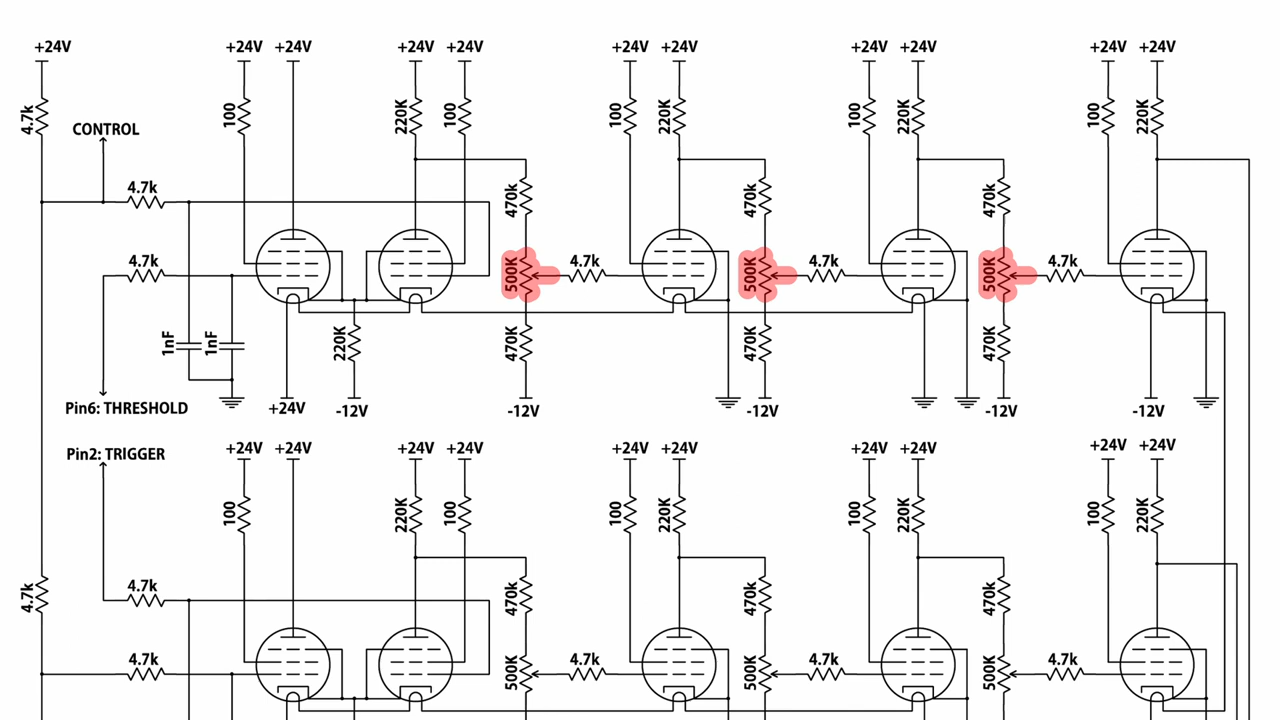 +24V +24V +24V +24V +24V +24V +24V +24V +24V +24V +24V
4.7k 100 220K 100 100 220K 100 220K 100 220K
CONTROL
4.7k 470k 470k 470k
4.7k 500K 4.7k 500K 4.7k 500K 4.7k
1nF 1nF 220K 470K 470K 470K
Pin6: THRESHOLD +24V -12V -12V -12V -12V -12V
Pin2: TRIGGER +24V +24V +24V +24V +24V +24V +24V +24V +24V +24V
100 220K 100 100 220K 100 220K 100 220K
4.7k 4.7k 470k 470k 470k
4.7k 500K 4.7k 500K 4.7k 500K 4.7k